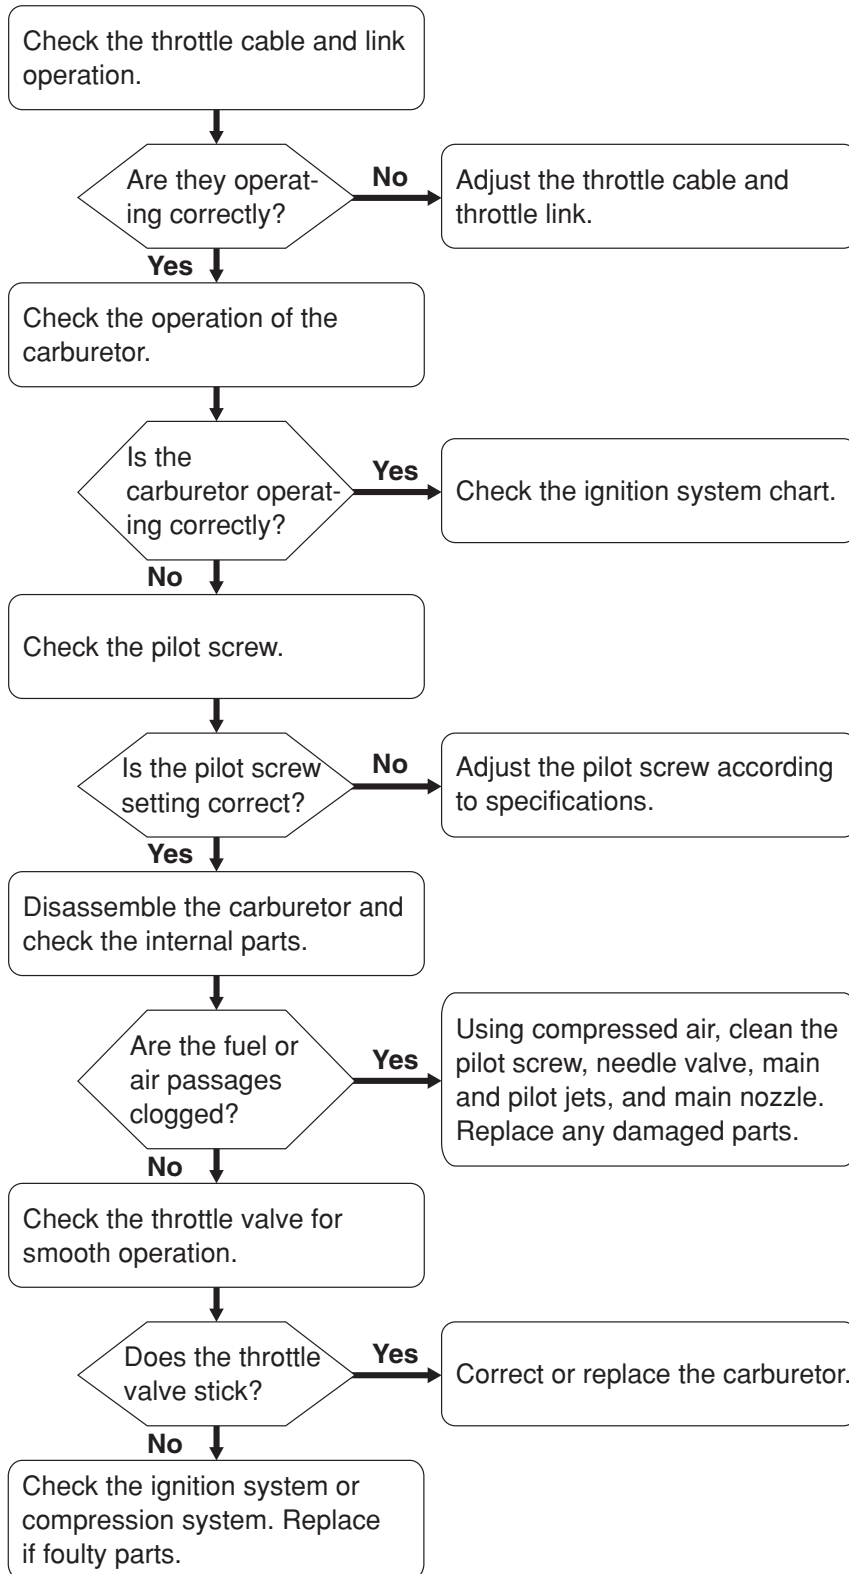 Check the throttle cable and link
operation.
Are they operat-
ing correctly?
No
Adjust the throttle cable and
throttle link.
Yes
Check the operation of the
carburetor.
Is the
carburetor operat-
ing correctly?
Yes
Check the ignition system chart.
No
Check the pilot screw.
Is the pilot screw
setting correct?
No
Adjust the pilot screw according
to specifications.
Yes
Disassemble the carburetor and
check the internal parts.
Are the fuel or
air passages
clogged?
Yes
Using compressed air, clean the
pilot screw, needle valve, main
and pilot jets, and main nozzle.
Replace any damaged parts.
No
Check the throttle valve for
smooth operation.
Does the throttle
valve stick?
Yes
Correct or replace the carburetor.
No
Check the ignition system or
compression system. Replace
if foulty parts.